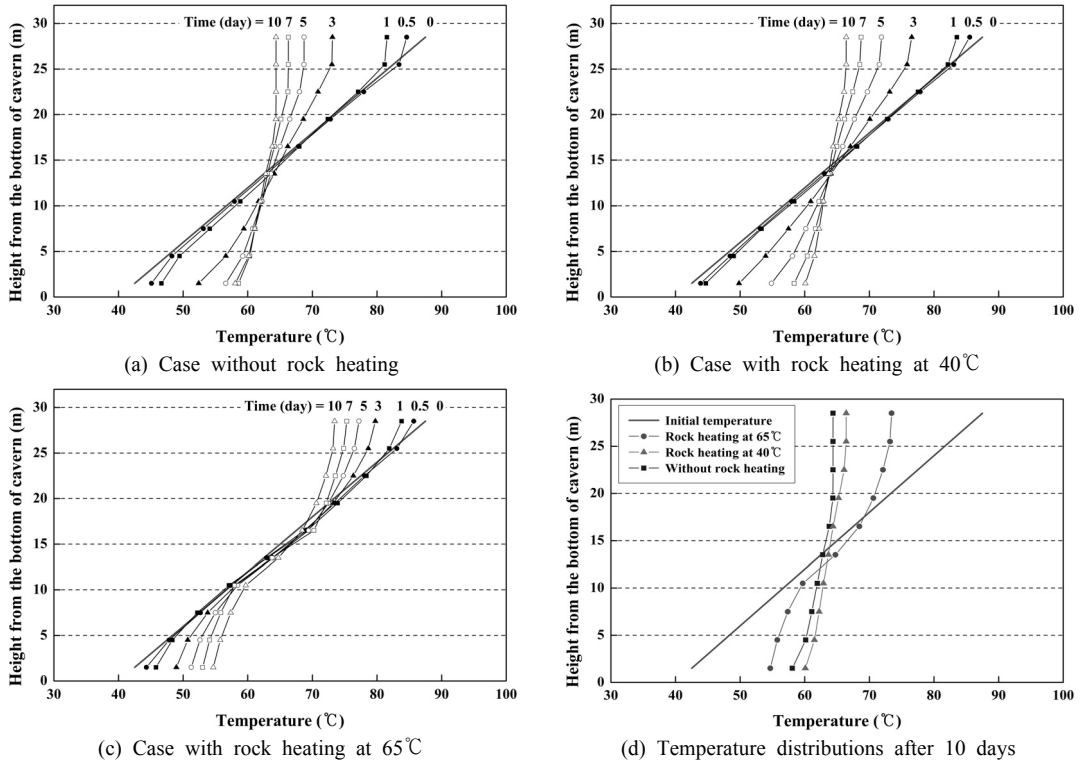 Time (day) = 10 7 5 3 1 0.5 0
30
25
20
15
10
5
0
Height from the bottom of cavern (m)
30 40 50 60 70 80 90 100
Temperature (℃)
(a) Case without rock heating
Time (day) = 10 7 5 3 1 0.5 0
30
25
20
15
10
5
0
Height from the bottom of cavern (m)
30 40 50 60 70 80 90 100
Temperature (℃)
(b) Case with rock heating at 40℃
Time (day) = 10 7 5 3 1 0.5 0
30
25
20
15
10
5
0
Height from the bottom of cavern (m)
30 40 50 60 70 80 90 100
Temperature (℃)
(c) Case with rock heating at 65℃
Initial temperature
Rock heating at 65℃
Rock heating at 40℃
Without rock heating
30
25
20
15
10
5
0
Height from the bottom of cavern (m)
30 40 50 60 70 80 90 100
Temperature (℃)
(d) Temperature distributions after 10 days